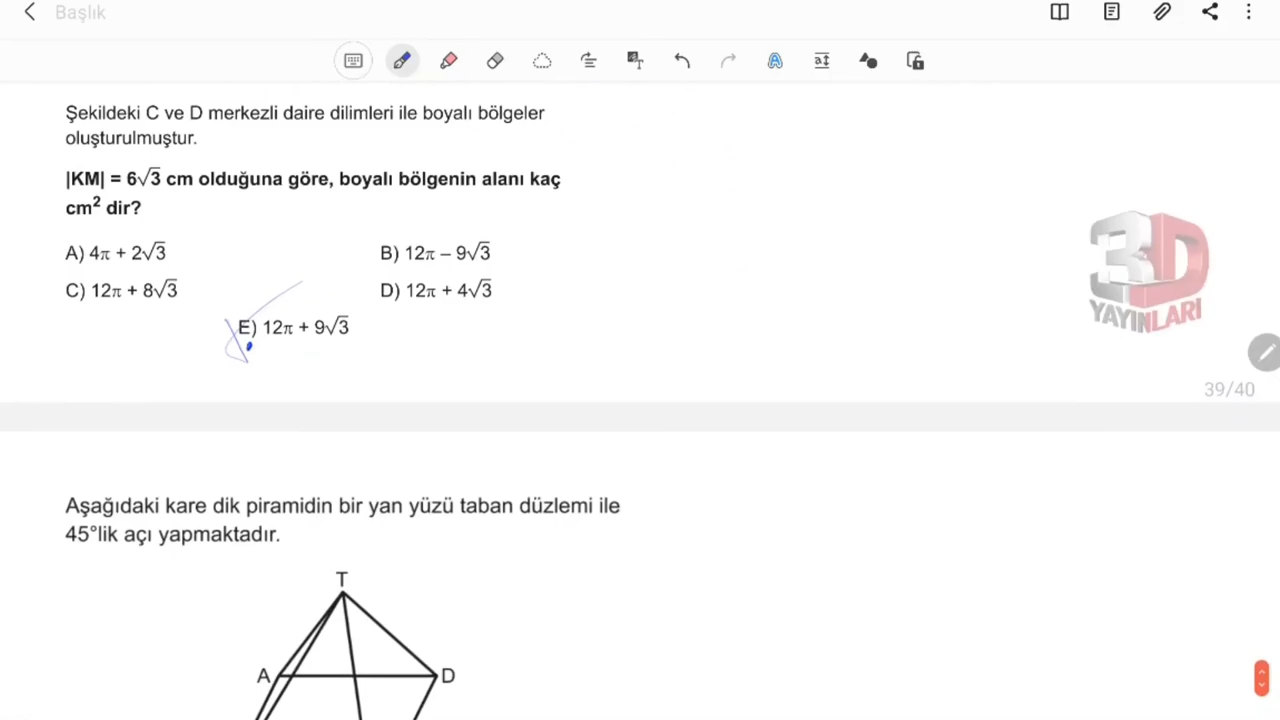 Başlık
Şekildeki C ve D merkezli daire dilimleri ile boyalı bölgeler
oluşturulmuştur.
|KM| = 6√3 cm olduğuna göre, boyalı bölgenin alanı kaç
cm² dir?
A) 4π + 2√3
B) 12π – 9√3
C) 12π + 8√3
D) 12π + 4√3
E) 12π + 9√3
3D
YAYINLARI
39/40
Aşağıdaki kare dik piramidin bir yan yüzü taban düzlemi ile
45°lik açı yapmaktadır.
T
A
D